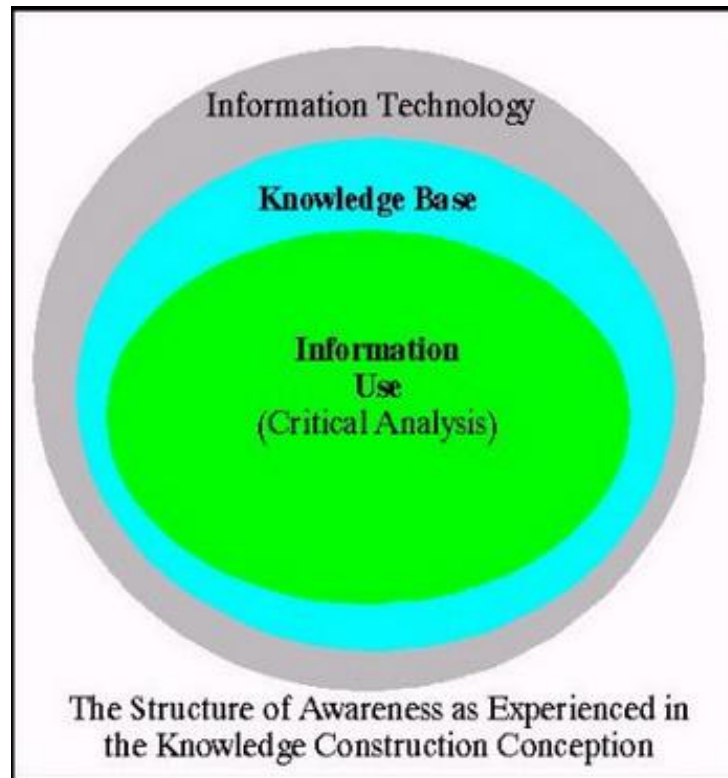 Information Technology
Knowledge Base
Information
Use
(Critical Analysis)
The Structure of Awareness as Experienced in
the Knowledge Construction Conception